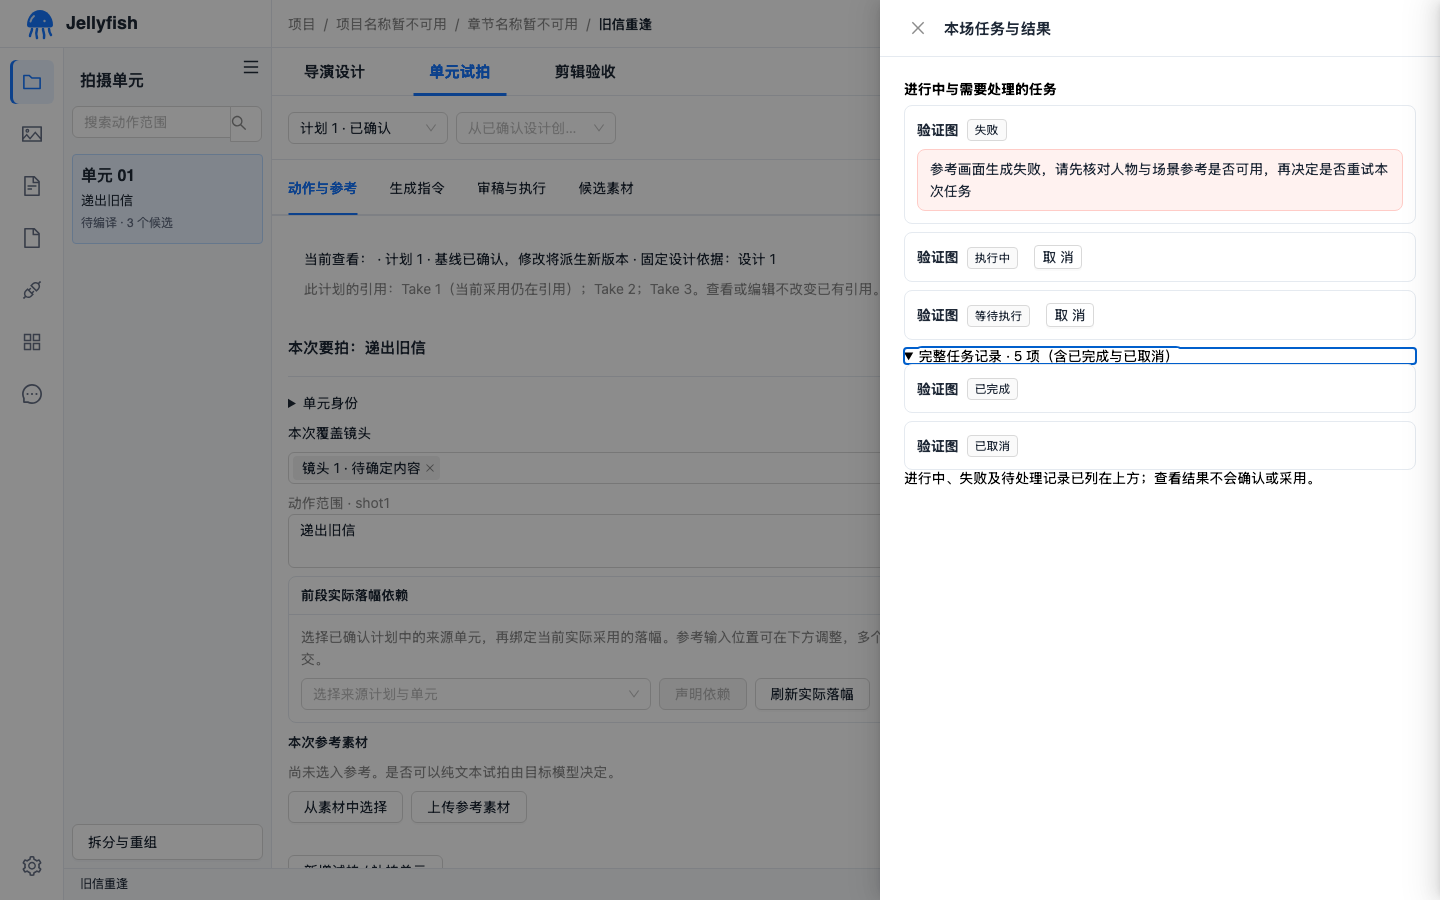 Jellyfish
项目 / 项目名称暂不可用 / 章节名称暂不可用 / 旧信重逢
拍摄单元
搜索动作范围
单元 01
递出旧信
待编译 · 3 个候选
拆分与重组
旧信重逢
导演设计 单元试拍 剪辑验收
计划 1 · 已确认 从已确认设计创...
动作与参考 生成指令 审稿与执行 候选素材
当前查看： · 计划 1 · 基线已确认，修改将派生新版本 · 固定设计依据：设计 1
此计划的引用：Take 1（当前采用仍在引用）；Take 2；Take 3。查看或编辑不改变已有引用。
本次要拍：递出旧信
单元身份
本次覆盖镜头
镜头 1 · 待确定内容
动作范围 · shot1
递出旧信
前段实际落幅依赖
选择已确认计划中的来源单元，再绑定当前实际采用的落幅。参考输入位置可在下方调整，多个
交。
选择来源计划与单元 声明依赖 刷新实际落幅
本次参考素材
尚未选入参考。是否可以纯文本试拍由目标模型决定。
从素材中选择 上传参考素材
本场任务与结果
进行中与需要处理的任务
验证图 失败
参考画面生成失败，请先核对人物与场景参考是否可用，再决定是否重试本
次任务
验证图 执行中 取 消
验证图 等待执行 取 消
完整任务记录 · 5 项（含已完成与已取消）
验证图 已完成
验证图 已取消
进行中、失败及待处理记录已列在上方；查看结果不会确认或采用。